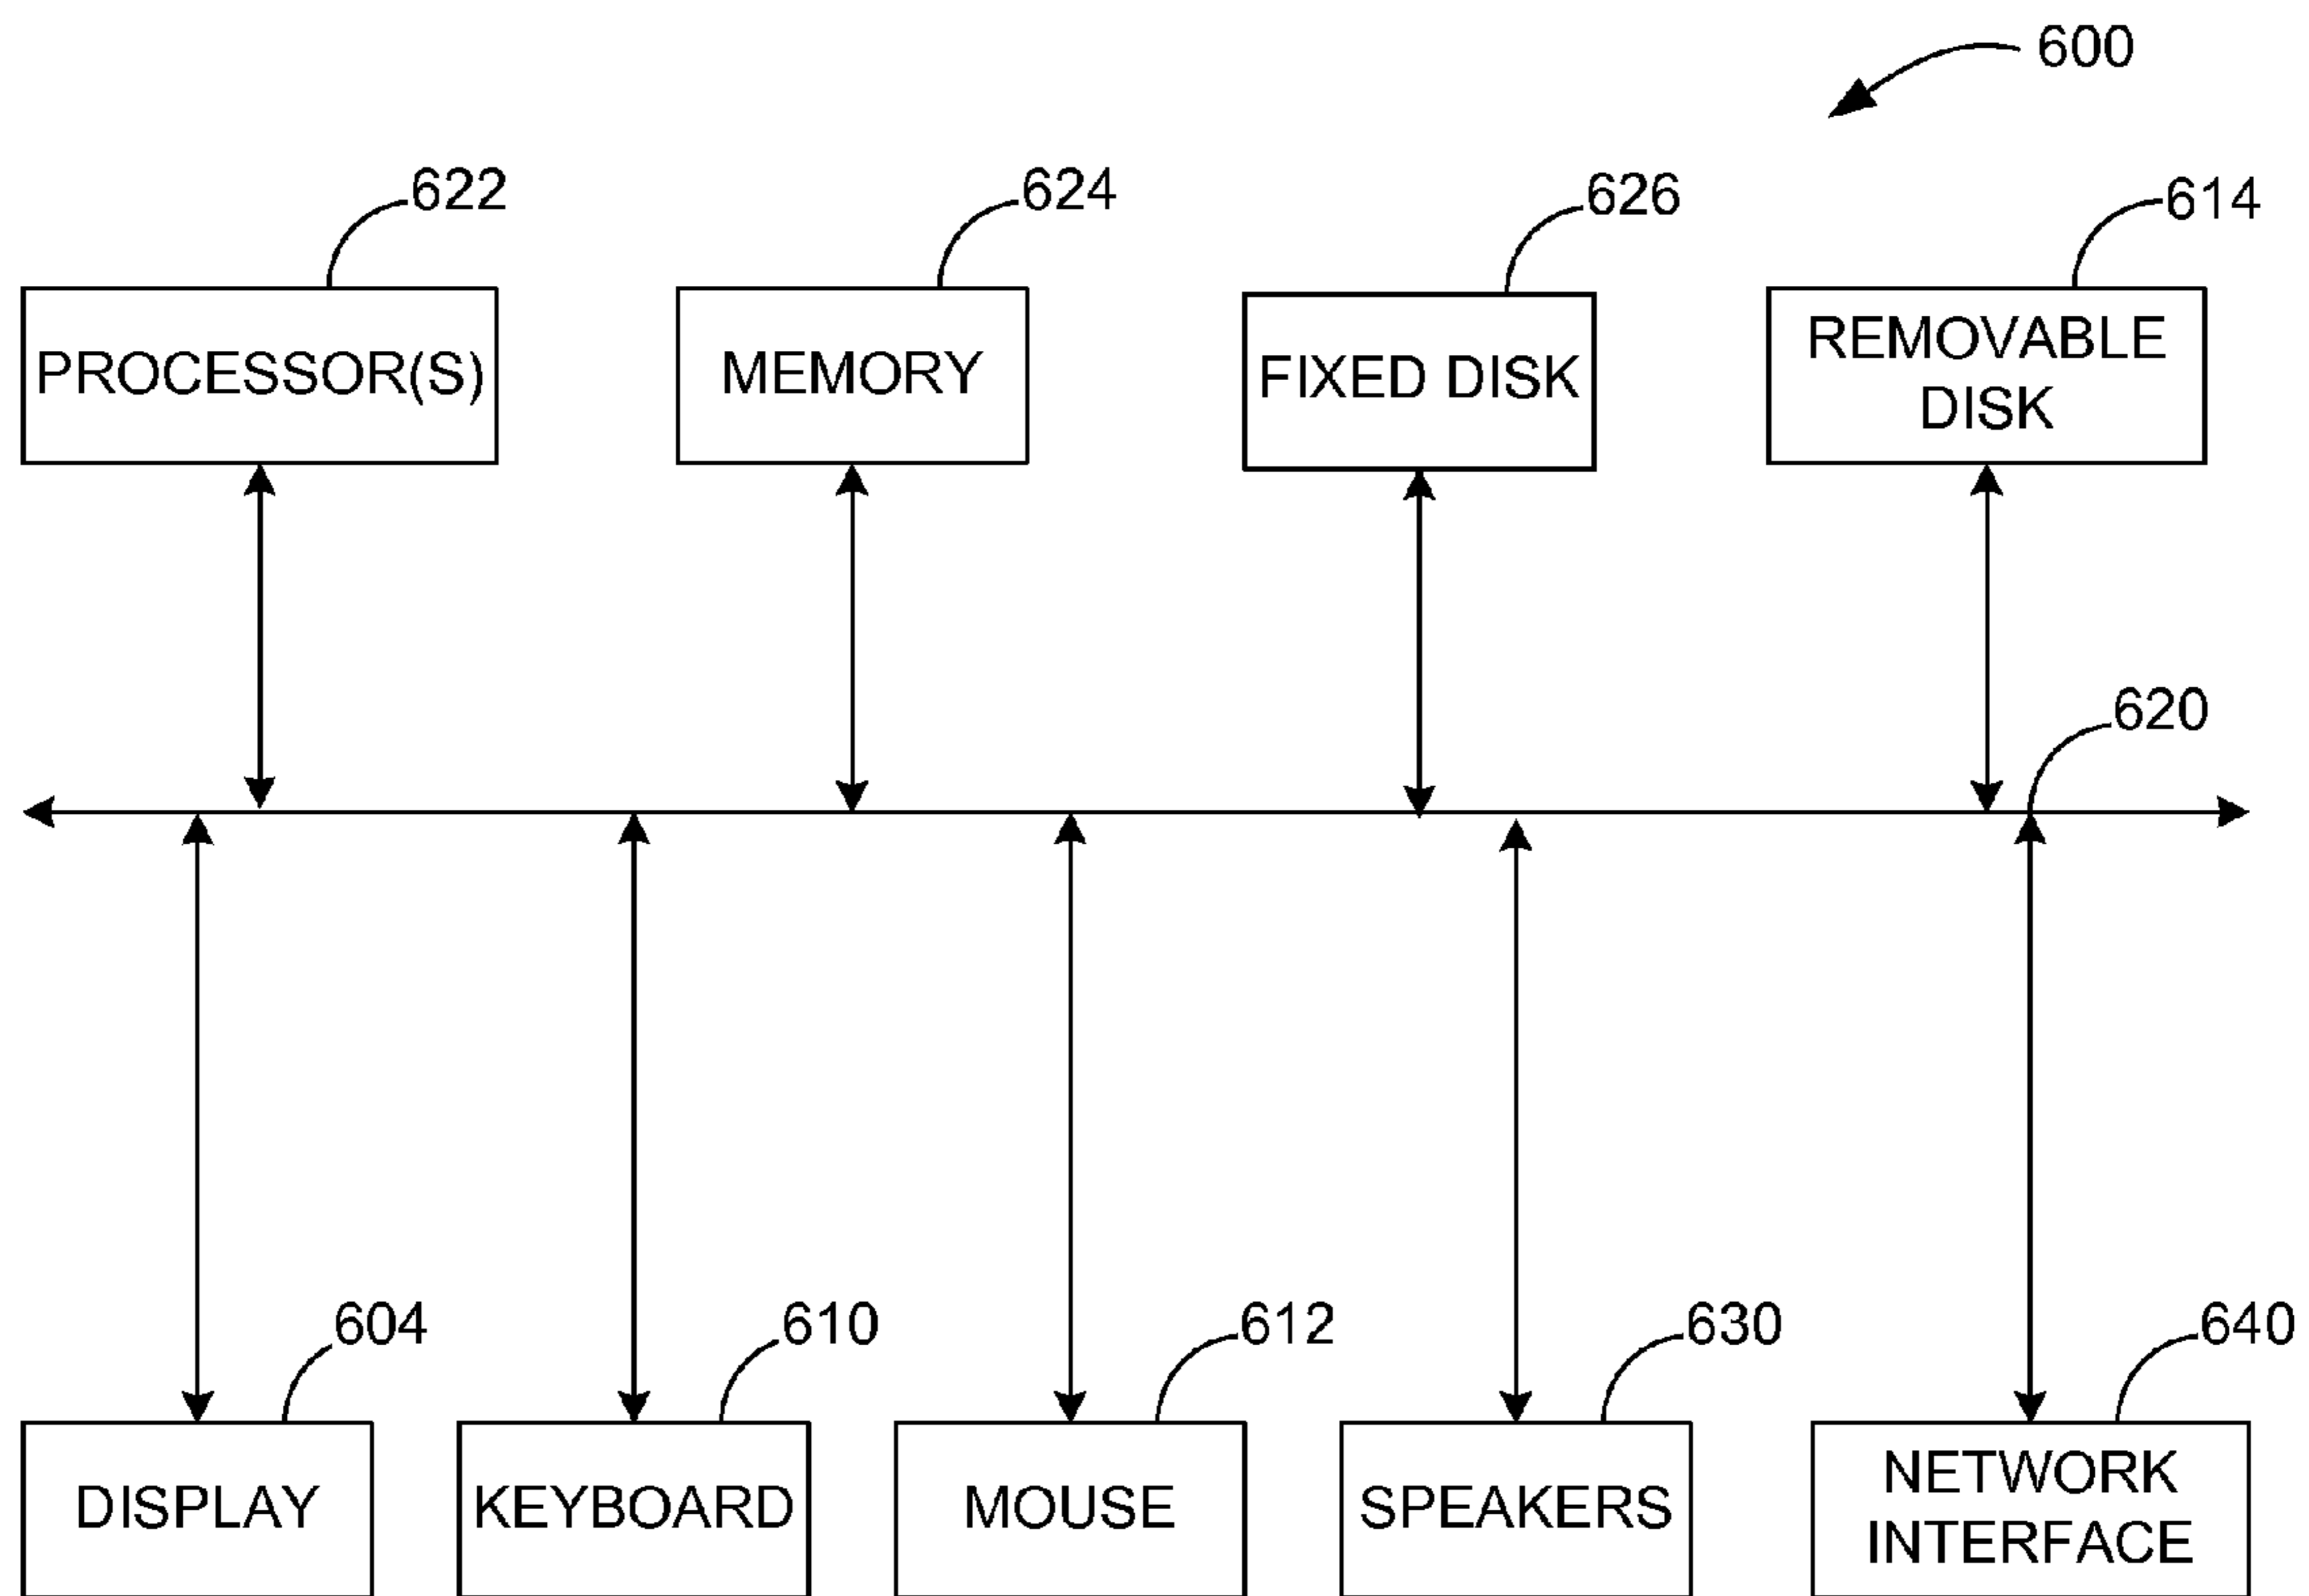 600
622
624
626
614
PROCESSOR(S)
MEMORY
FIXED DISK
REMOVABLE
DISK
620
604
610
612
630
640
DISPLAY
KEYBOARD
MOUSE
SPEAKERS
NETWORK
INTERFACE